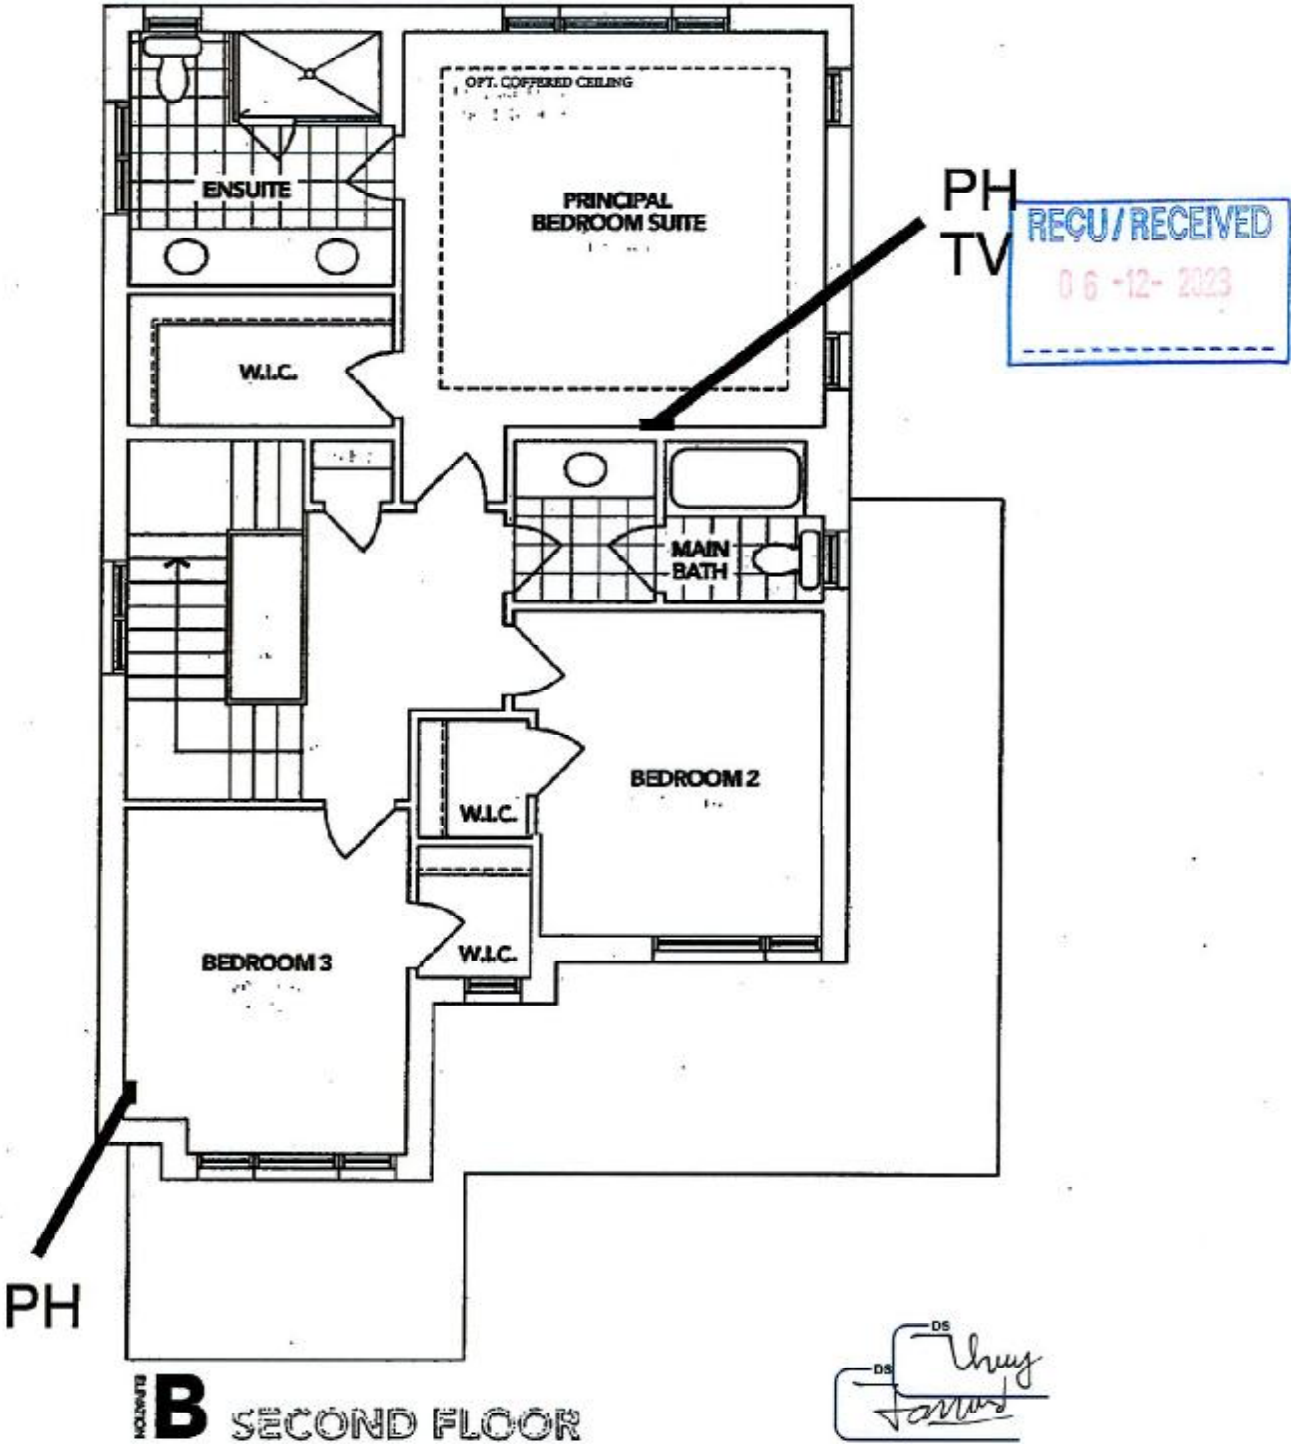 OPT. COFFERED CEILING
ENSUITE
PRINCIPAL
BEDROOM SUITE
PH
TV
REÇU / RECEIVED
06 -12- 2023
W.I.C.
MAIN
BATH
BEDROOM 2
W.I.C.
BEDROOM 3
W.I.C.
PH
ELEVATION
B SECOND FLOOR
DS
DS